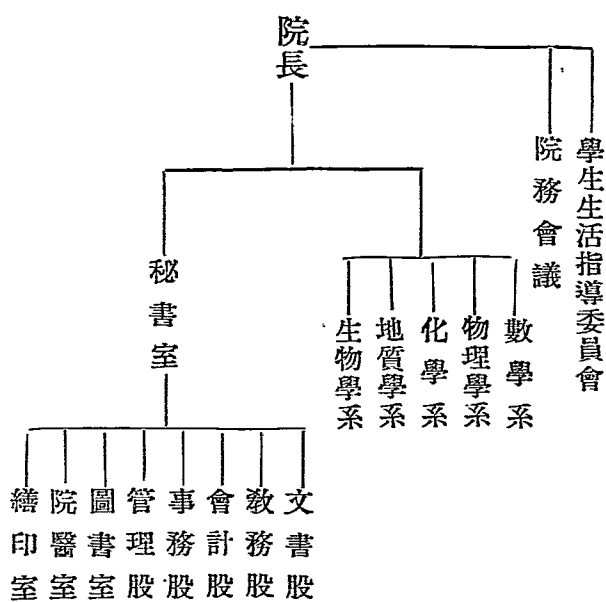 院長
學生生活指導委員會
院務會議
數學系
物理學系
化學系
地質學系
生物學系
秘書室
文書股
教務股
會計股
事務股
管理股
圖書室
院醫室
繕印室